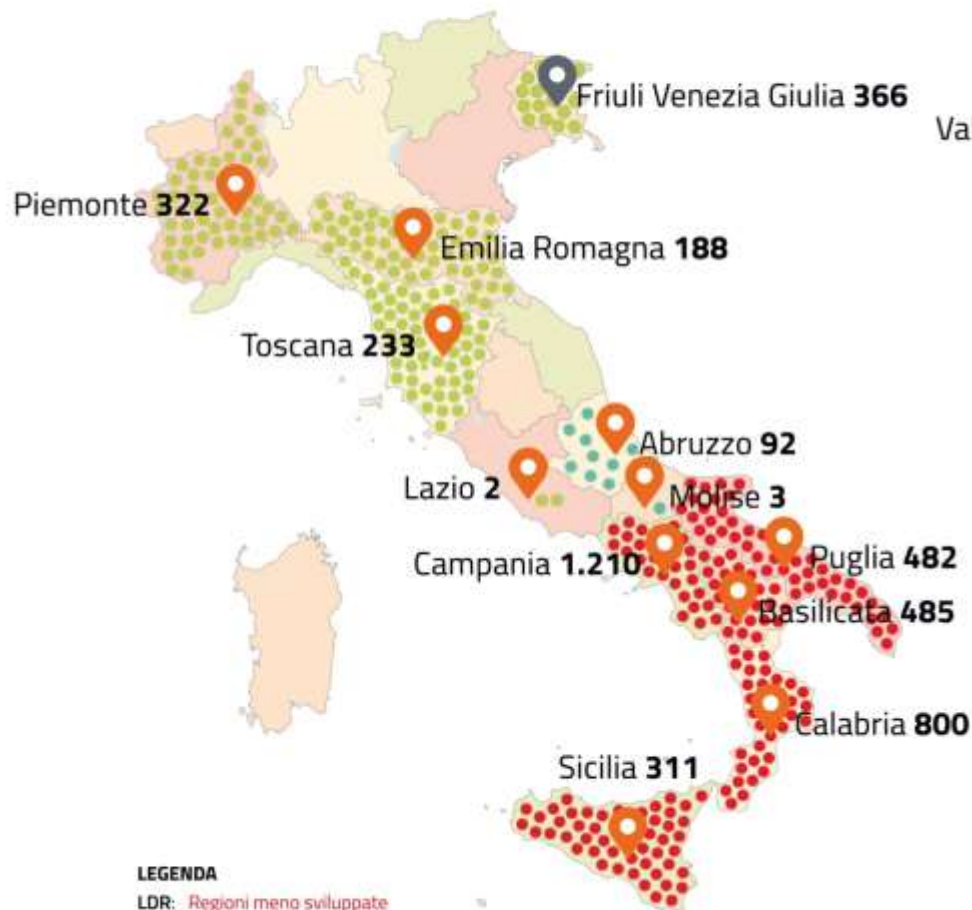 Friuli Venezia Giulia 366
Va
Piemonte 322
Emilia Romagna 188
Toscana 233
Abruzzo 92
Lazio 2
Molise 3
Campania 1.210
Puglia 482
Basilicata 485
Calabria 800
Sicilia 311
LEGENDA
LDR: Regioni meno sviluppate